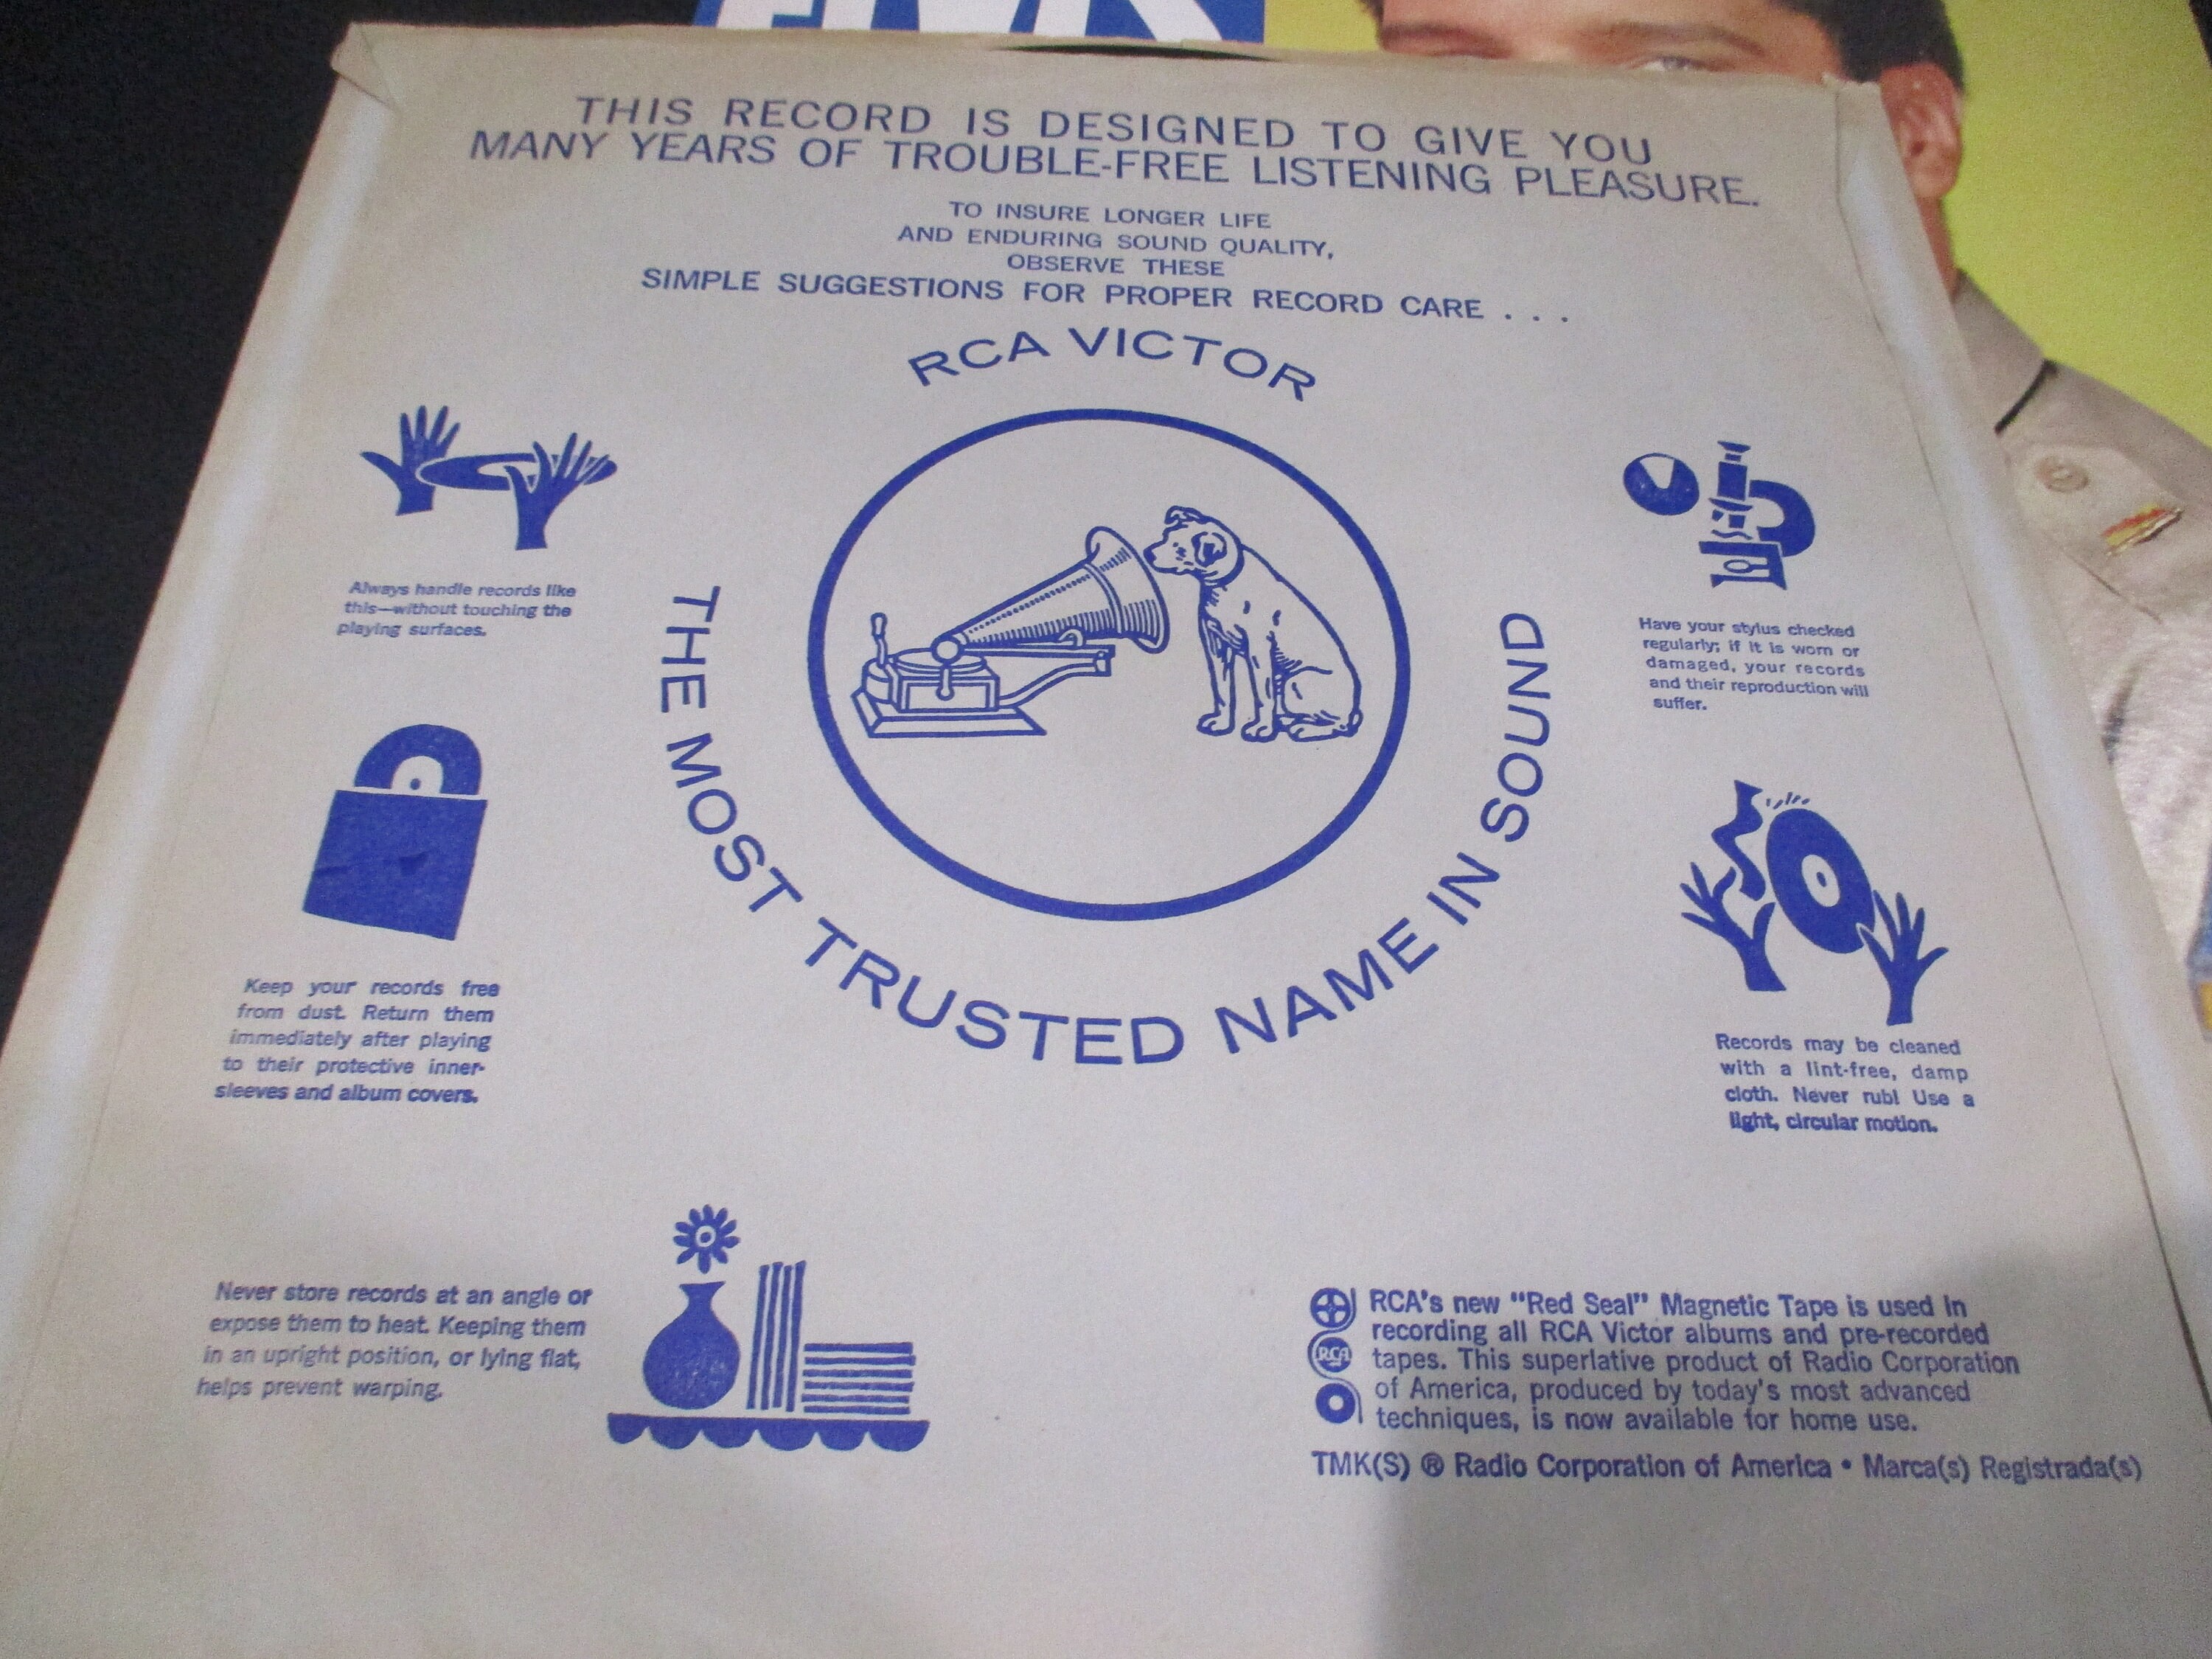 ELVIS
THIS RECORD IS DESIGNED TO GIVE YOU
MANY YEARS OF TROUBLE-FREE LISTENING PLEASURE.
TO INSURE LONGER LIFE
AND ENDURING SOUND QUALITY,
OBSERVE THESE
SIMPLE SUGGESTIONS FOR PROPER RECORD CARE . . .
RCA VICTOR
THE MOST TRUSTED NAME IN SOUND
Always handle records like
this—without touching the
playing surfaces.
Have your stylus checked
regularly; if it is worn or
damaged, your records
and their reproduction will
suffer.
Keep your records free
from dust. Return them
immediately after playing
to their protective inner-
sleeves and album covers.
Records may be cleaned
with a lint-free, damp
cloth. Never rub! Use a
light, circular motion.
Never store records at an angle or
expose them to heat. Keeping them
in an upright position, or lying flat,
helps prevent warping.
RCA
RCA's new "Red Seal" Magnetic Tape is used in
recording all RCA Victor albums and pre-recorded
tapes. This superlative product of Radio Corporation
of America, produced by today's most advanced
techniques, is now available for home use.
TMK(S) ® Radio Corporation of America • Marca(s) Registrada(s)